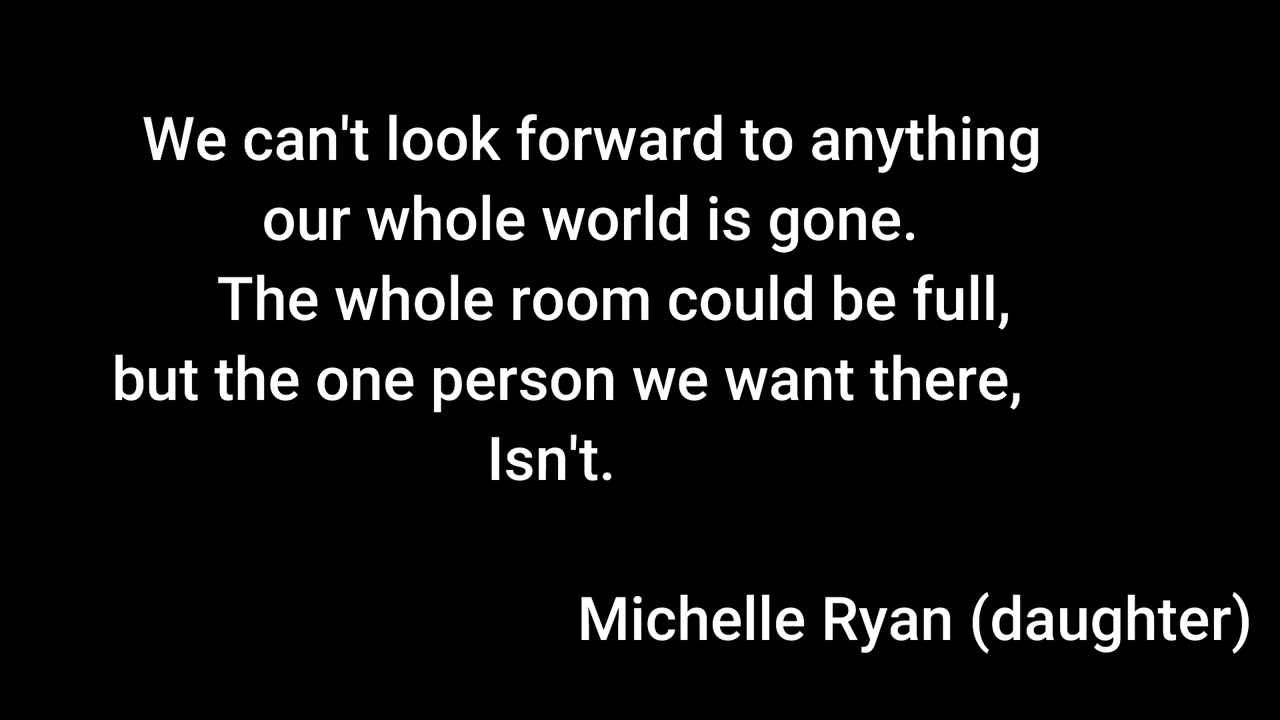 We can't look forward to anything
our whole world is gone.
The whole room could be full,
but the one person we want there,
Isn't.
Michelle Ryan (daughter)